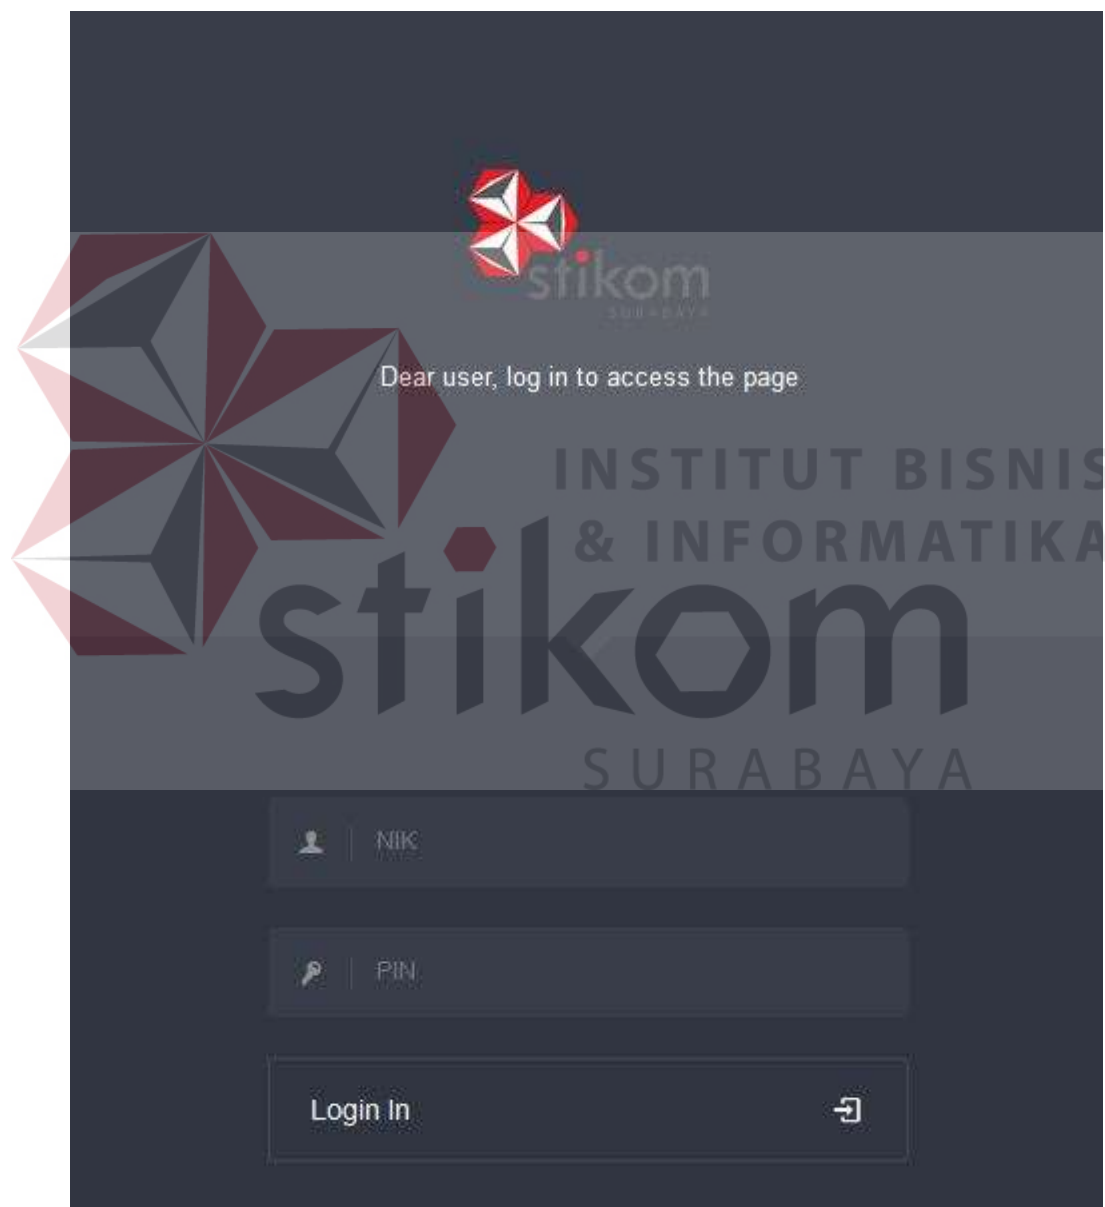 stikom
SURABAYA
Dear user, log in to access the page
INSTITUT BISNIS
& INFORMATIKA
stikom
SURABAYA
NIK
PIN
Login In